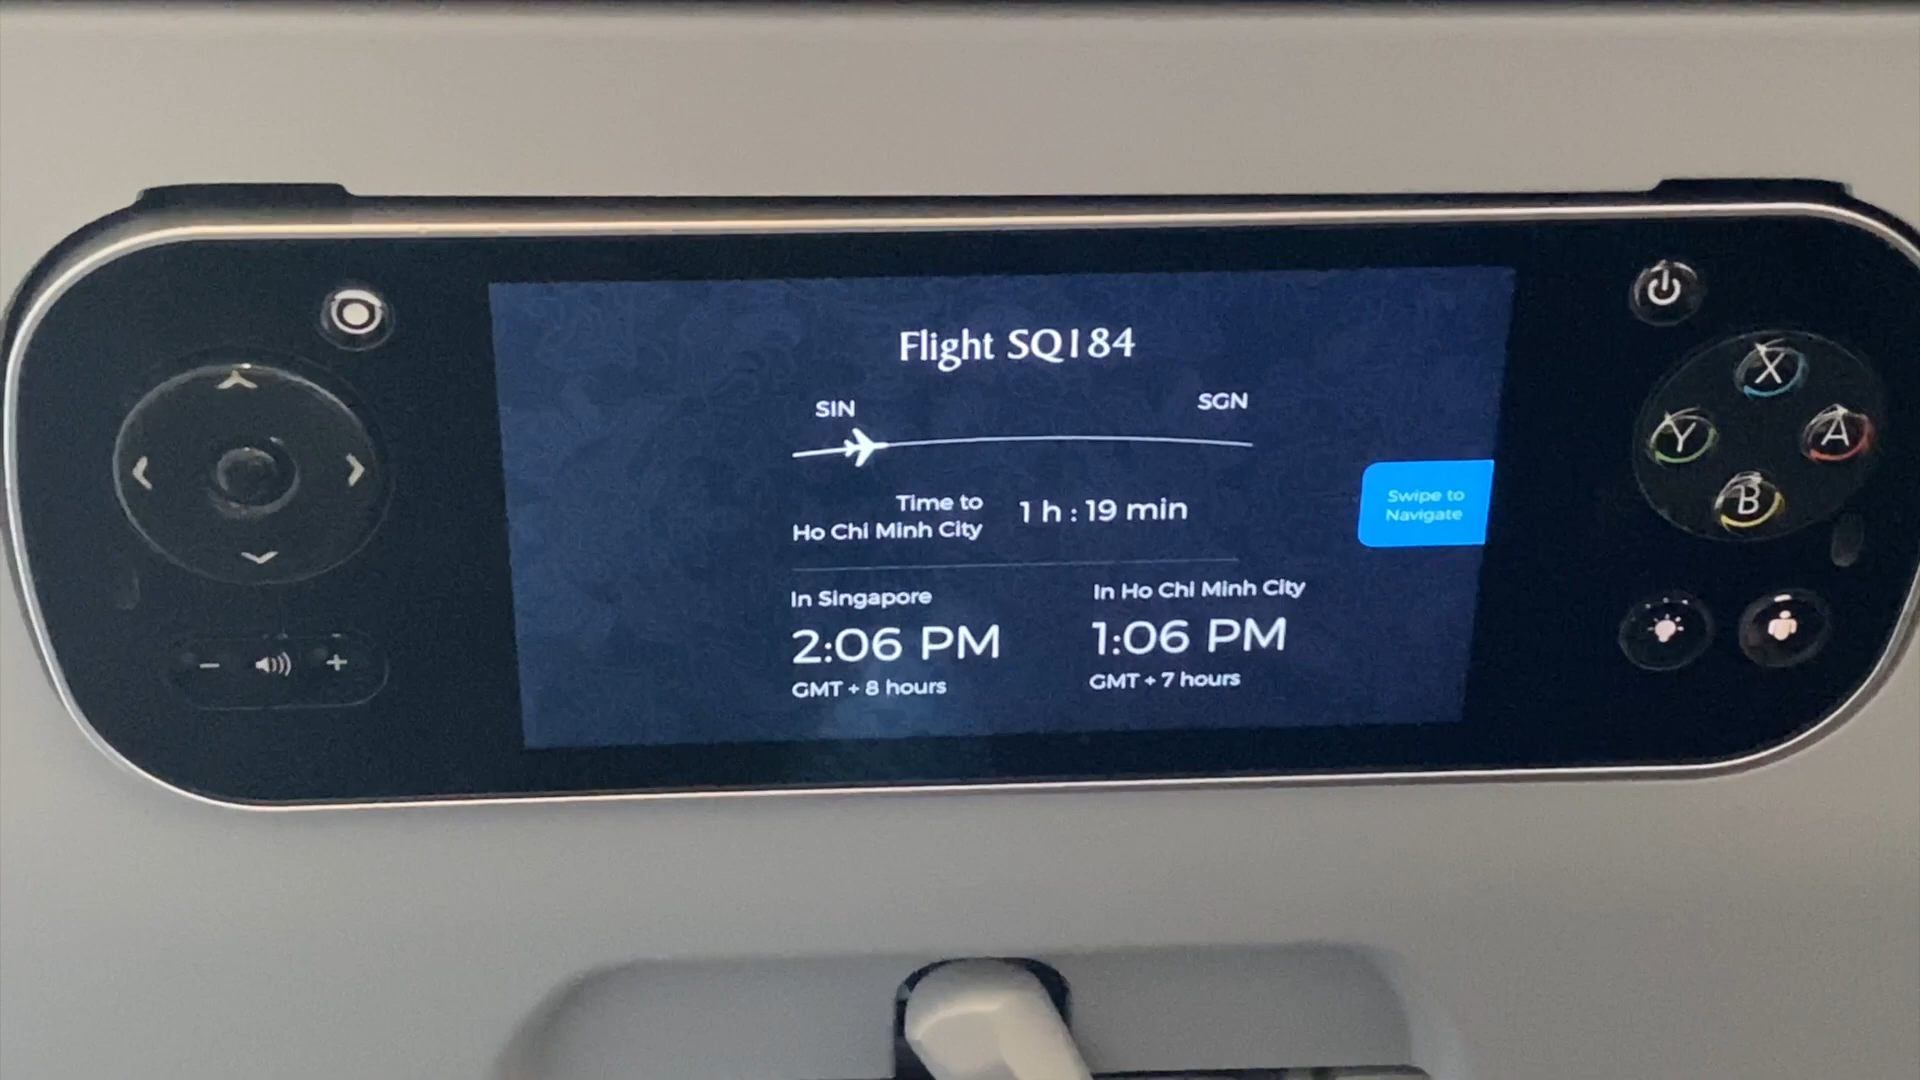 Flight SQ184
SIN
SGN
Time to
Ho Chi Minh City
1 h : 19 min
Swipe to
Navigate
In Singapore
2:06 PM
GMT + 8 hours
In Ho Chi Minh City
1:06 PM
GMT + 7 hours
X
Y
A
B